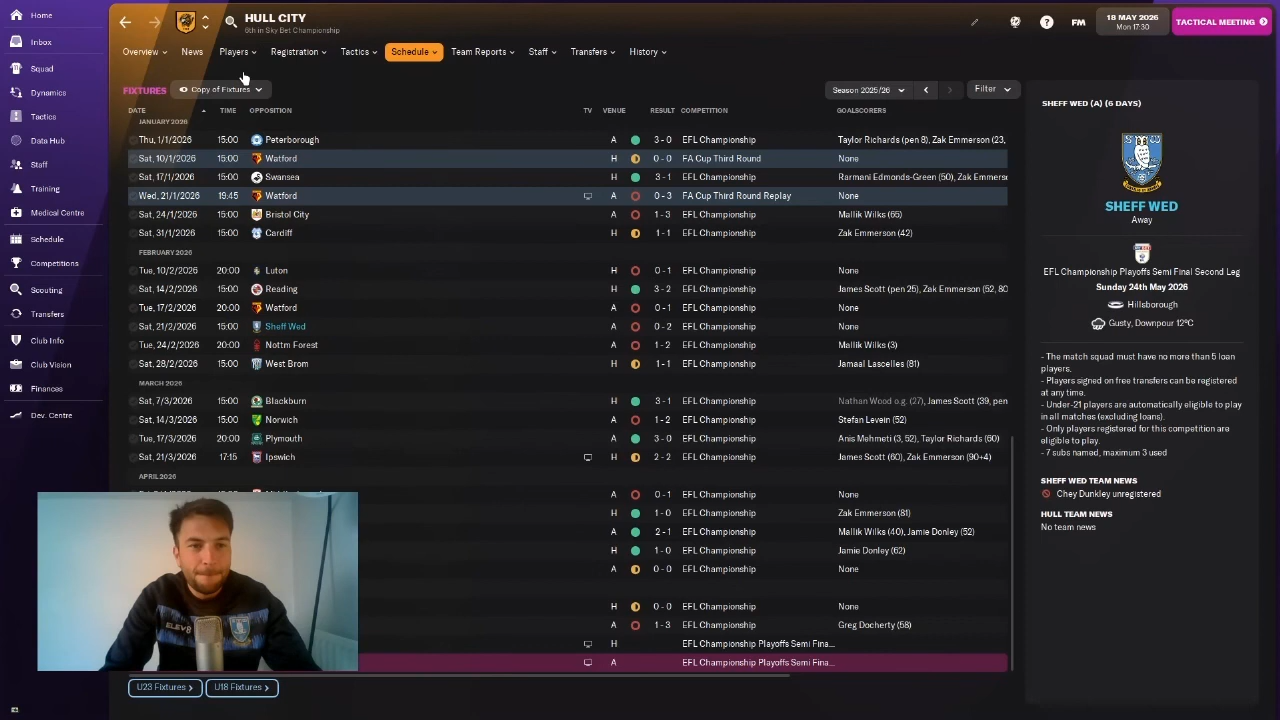 Home
Inbox
Squad
Dynamics
Tactics
Data Hub
Staff
Training
Medical Centre
Schedule
Competitions
Scouting
Transfers
Club Info
Club Vision
Finances
Dev. Centre
HULL CITY
6th in Sky Bet Championship
FM
18 MAY 2026
Mon 17:30
TACTICAL MEETING
Overview News Players Registration Tactics Schedule Team Reports Staff Transfers History
FIXTURES Copy of Fixtures Season 2025/26 Filter
DATE TIME OPPOSITION TV VENUE RESULT COMPETITION GOALSCORERS
JANUARY 2026
Thu, 1/1/2026 15:00 Peterborough A 3 - 0 EFL Championship Taylor Richards (pen 8), Zak Emmerson (23,
Sat, 10/1/2026 15:00 Watford H 0 - 0 FA Cup Third Round None
Sat, 17/1/2026 15:00 Swansea H 3 - 1 EFL Championship Rarmani Edmonds-Green (50), Zak Emmerso
Wed, 21/1/2026 19:45 Watford A 0 - 3 FA Cup Third Round Replay None
Sat, 24/1/2026 15:00 Bristol City A 1 - 3 EFL Championship Mallik Wilks (65)
Sat, 31/1/2026 15:00 Cardiff H 1 - 1 EFL Championship Zak Emmerson (42)
FEBRUARY 2026
Tue, 10/2/2026 20:00 Luton H 0 - 1 EFL Championship None
Sat, 14/2/2026 15:00 Reading H 3 - 2 EFL Championship James Scott (pen 25), Zak Emmerson (52, 80
Tue, 17/2/2026 20:00 Watford A 0 - 1 EFL Championship None
Sat, 21/2/2026 15:00 Sheff Wed A 0 - 2 EFL Championship None
Tue, 24/2/2026 20:00 Nottm Forest A 1 - 2 EFL Championship Mallik Wilks (3)
Sat, 28/2/2026 15:00 West Brom H 1 - 1 EFL Championship Jamaal Lascelles (81)
MARCH 2026
Sat, 7/3/2026 15:00 Blackburn H 3 - 1 EFL Championship Nathan Wood o.g. (27), James Scott (39, pen
Sat, 14/3/2026 15:00 Norwich A 1 - 2 EFL Championship Stefan Levein (52)
Tue, 17/3/2026 20:00 Plymouth A 3 - 0 EFL Championship Anis Mehmeti (3, 52), Taylor Richards (60)
Sat, 21/3/2026 17:15 Ipswich H 2 - 2 EFL Championship James Scott (60), Zak Emmerson (90+4)
APRIL 2026
A 0 - 1 EFL Championship None
H 1 - 0 EFL Championship Zak Emmerson (81)
A 2 - 1 EFL Championship Mallik Wilks (40), Jamie Donley (52)
H 1 - 0 EFL Championship Jamie Donley (62)
A 0 - 0 EFL Championship None
H 0 - 0 EFL Championship None
A 1 - 3 EFL Championship Greg Docherty (58)
H EFL Championship Playoffs Semi Fina...
A EFL Championship Playoffs Semi Fina...
U23 Fixtures U18 Fixtures
ELEV8
SHEFF WED (A) (6 DAYS)
SHEFF WED
Away
EFL Championship Playoffs Semi Final Second Leg
Sunday 24th May 2026
Hillsborough
Gusty, Downpour 12ºC
- The match squad must have no more than 5 loan
players.
- Players signed on free transfers can be registered
at any time.
- Under-21 players are automatically eligible to play
in all matches (excluding loans).
- Only players registered for this competition are
eligible to play.
- 7 subs named, maximum 3 used
SHEFF WED TEAM NEWS
Chey Dunkley unregistered
HULL TEAM NEWS
No team news